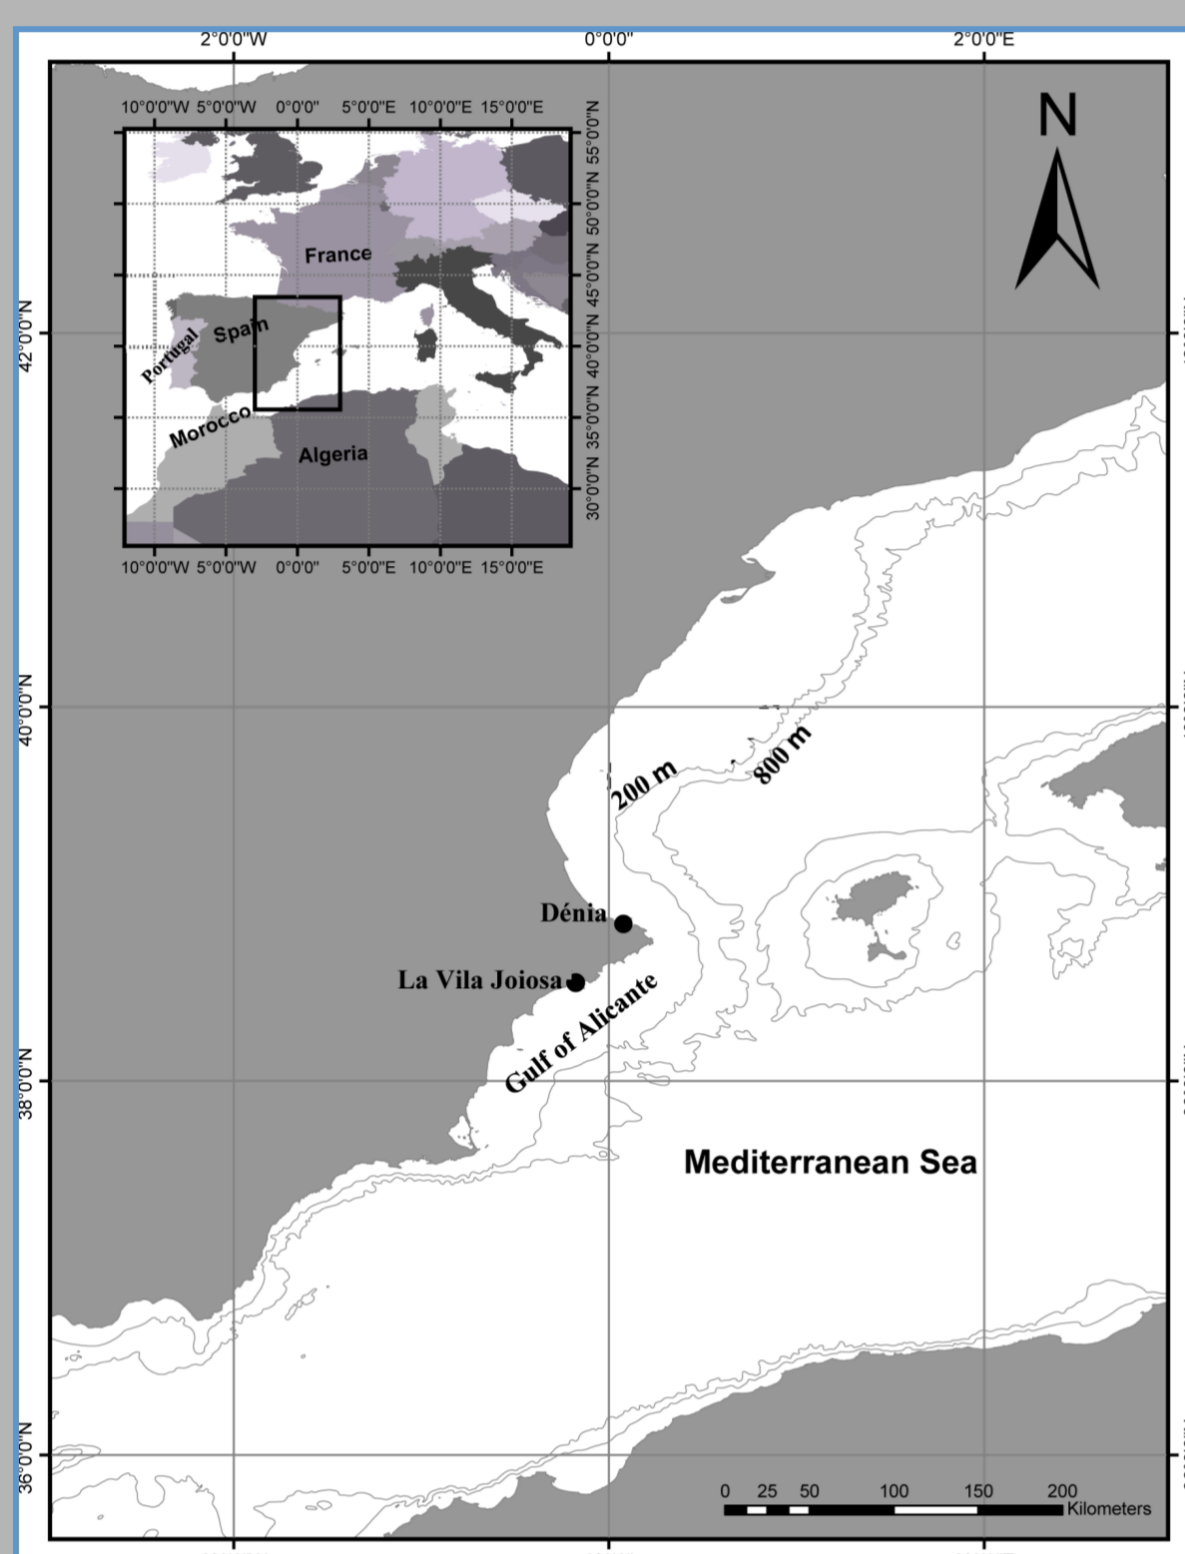 2°0'0"W 0°0'0" 2°0'0"E
N
10°0'0"W 5°0'0"W 0°0'0" 5°0'0"E 10°0'0"E 15°0'0"E
55°0'0"N
50°0'0"N
45°0'0"N
40°0'0"N
35°0'0"N
30°0'0"N
France
Spain
Portugal
Morocco
Algeria
10°0'0"W 5°0'0"W 0°0'0" 5°0'0"E 10°0'0"E 15°0'0"E
42°0'0"N
40°0'0"N
38°0'0"N
36°0'0"N
200 m
800 m
Dénia
La Vila Joiosa
Gulf of Alicante
Mediterranean Sea
0 25 50 100 150 200
Kilometers